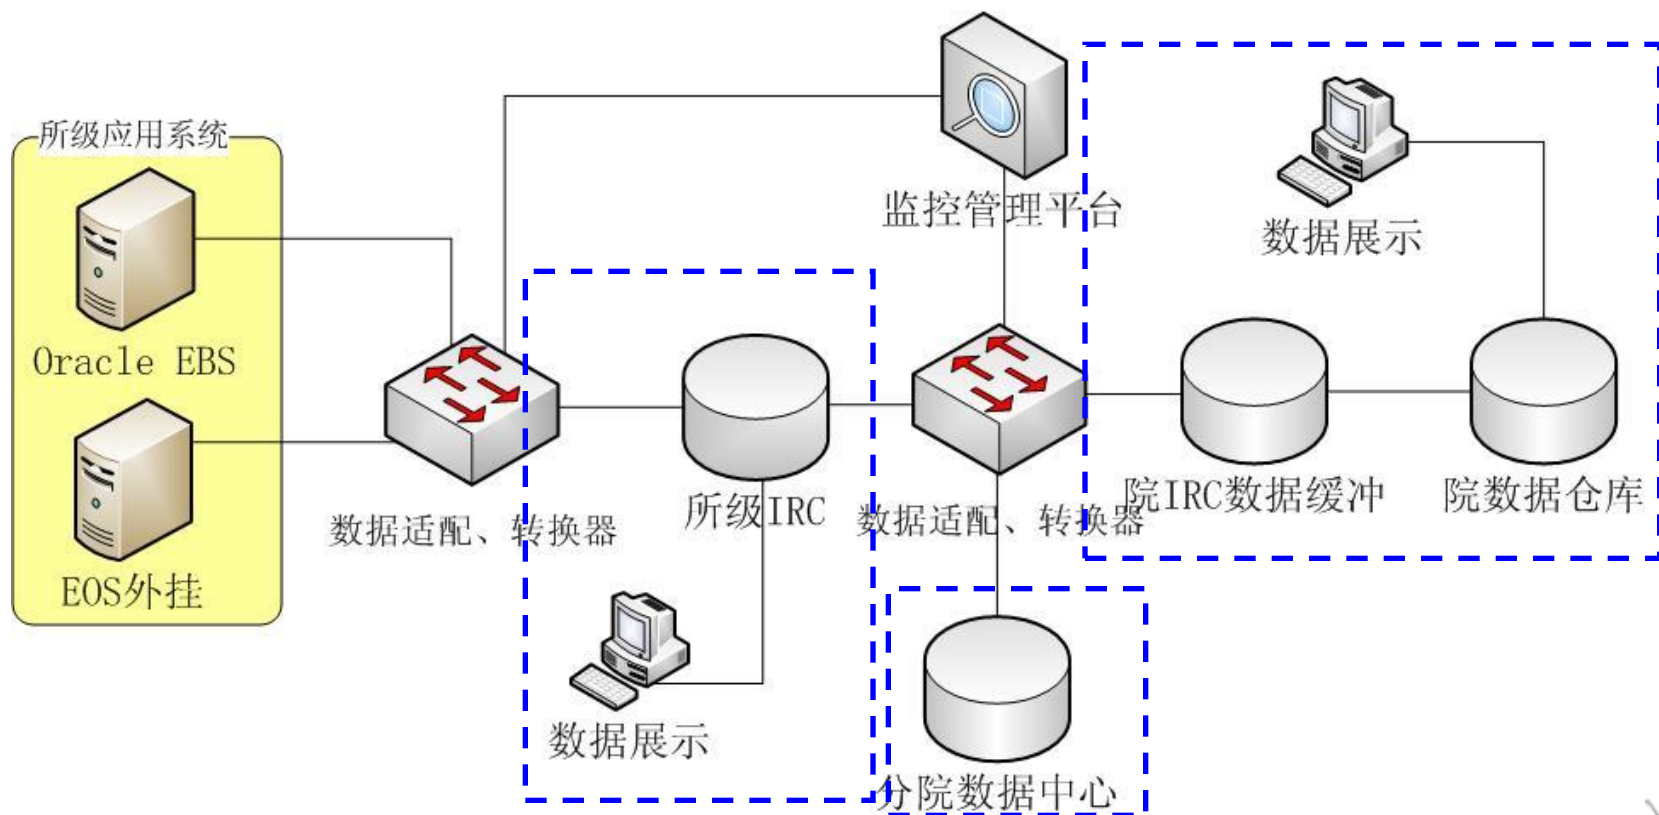 所级应用系统
Oracle EBS
EOS外挂
数据适配、转换器
所级IRC
数据展示
监控管理平台
数据适配、转换器
分院数据中心
数据展示
院IRC数据缓冲
院数据仓库